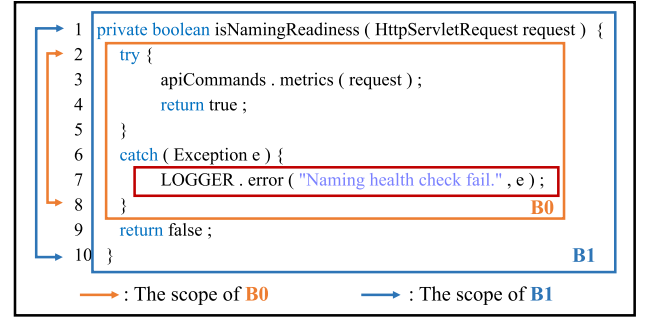 1 private boolean isNamingReadiness ( HttpServletRequest request ) {
2 try {
3 apiCommands . metrics ( request ) ;
4 return true ;
5 }
6 catch ( Exception e ) {
7 LOGGER . error ( "Naming health check fail." , e ) ;
8 }
B0
9 return false ;
10 }
B1
: The scope of B0 : The scope of B1